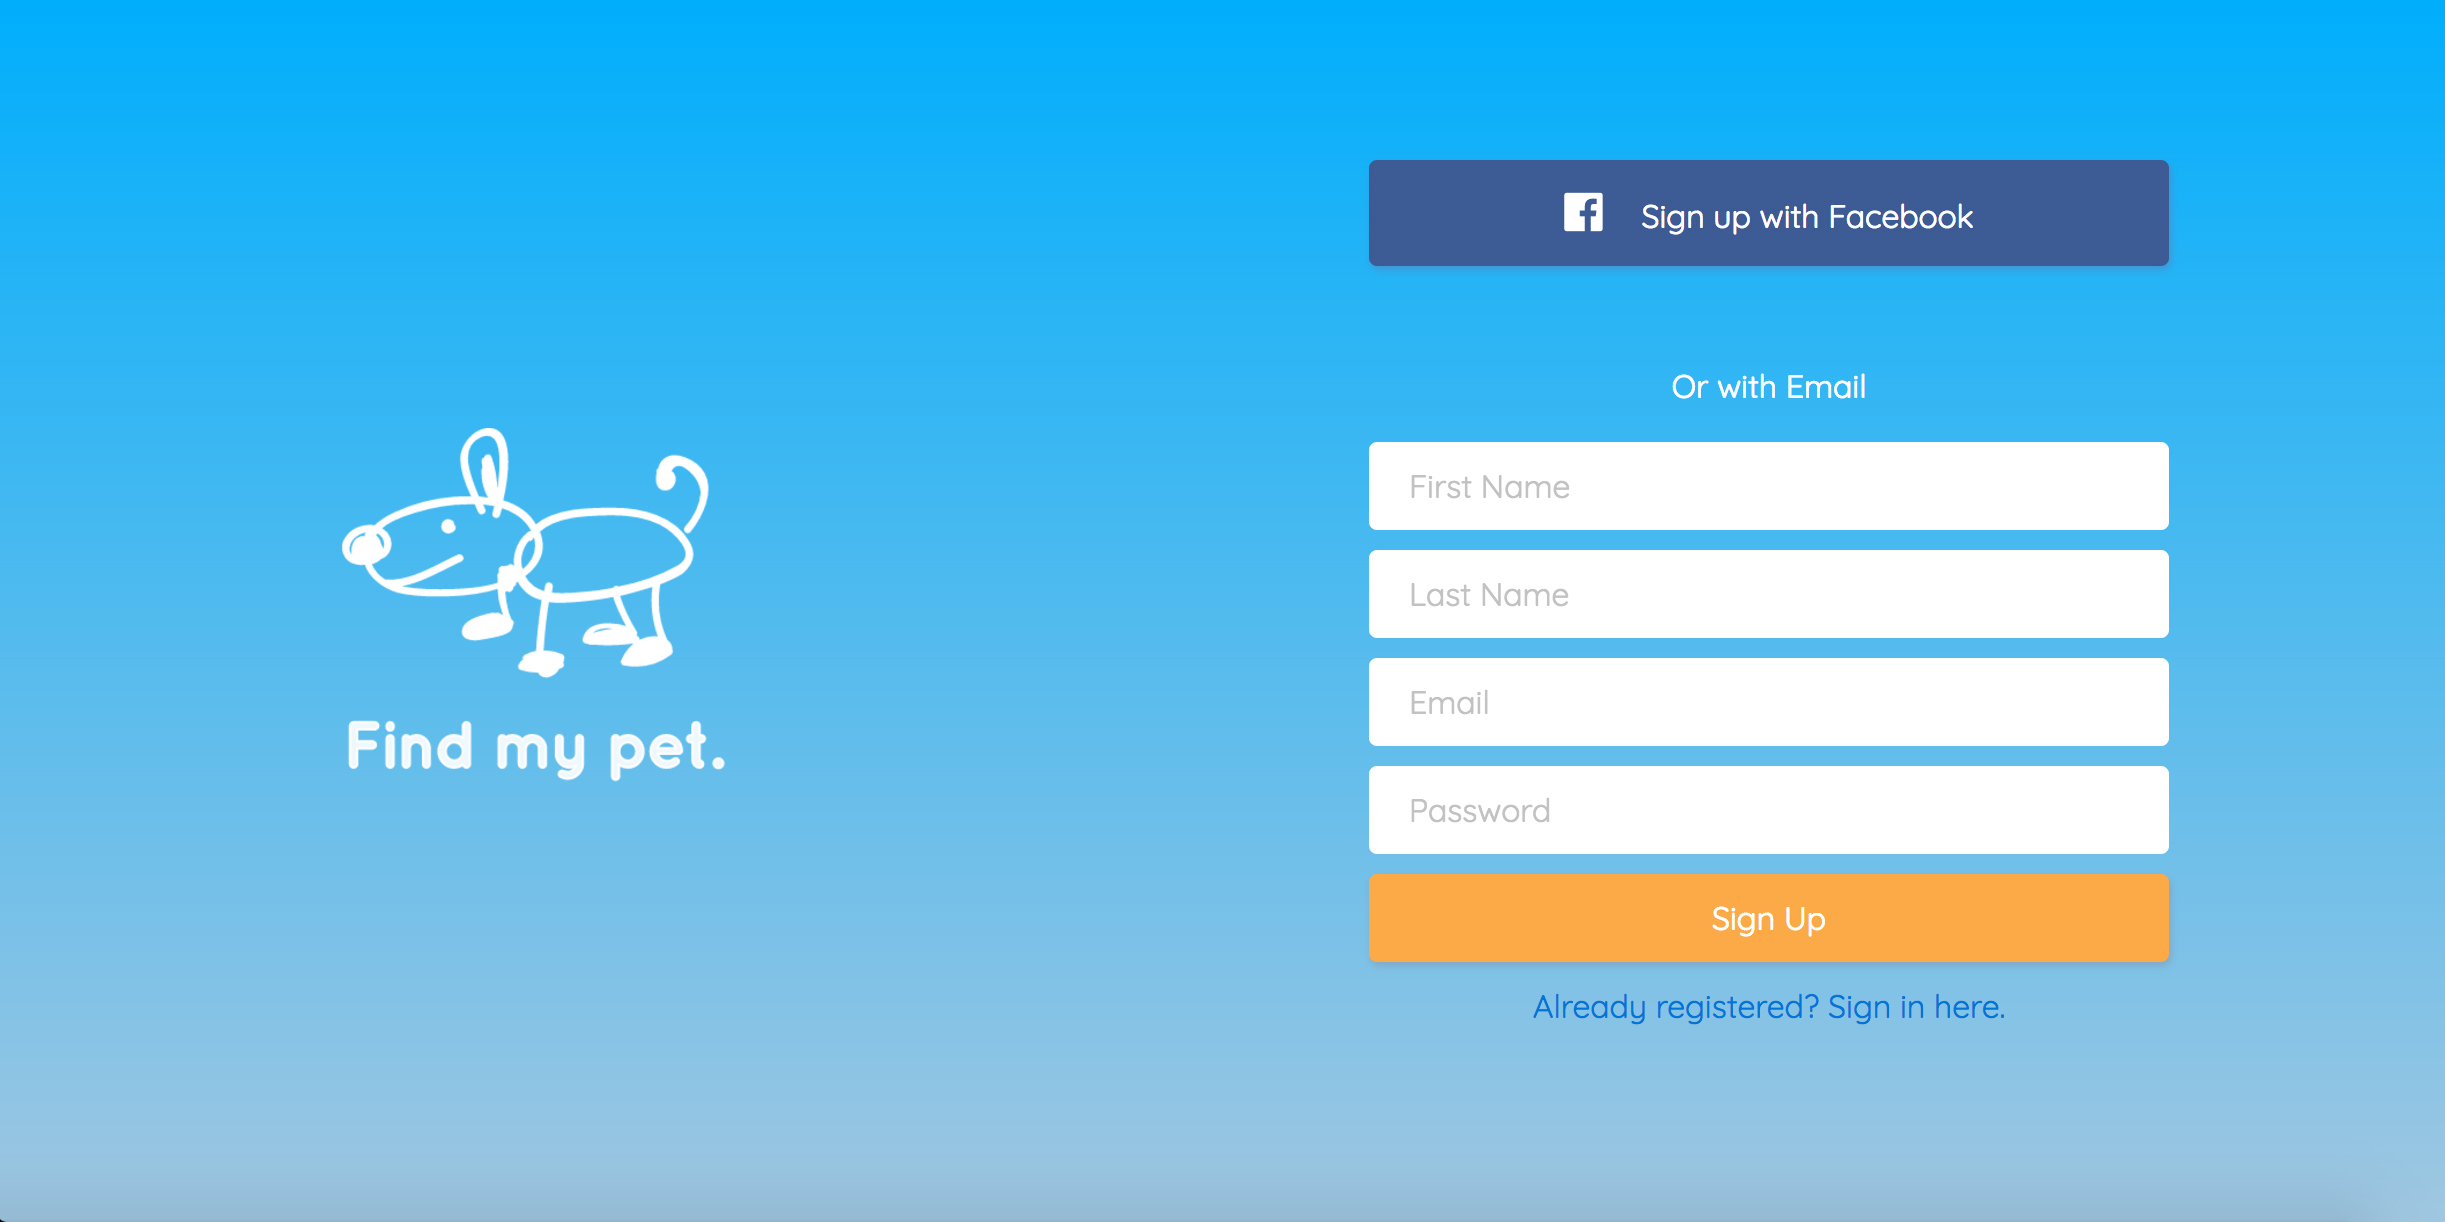 Find my pet.
Sign up with Facebook
Or with Email
First Name
Last Name
Email
Password
Sign Up
Already registered? Sign in here.